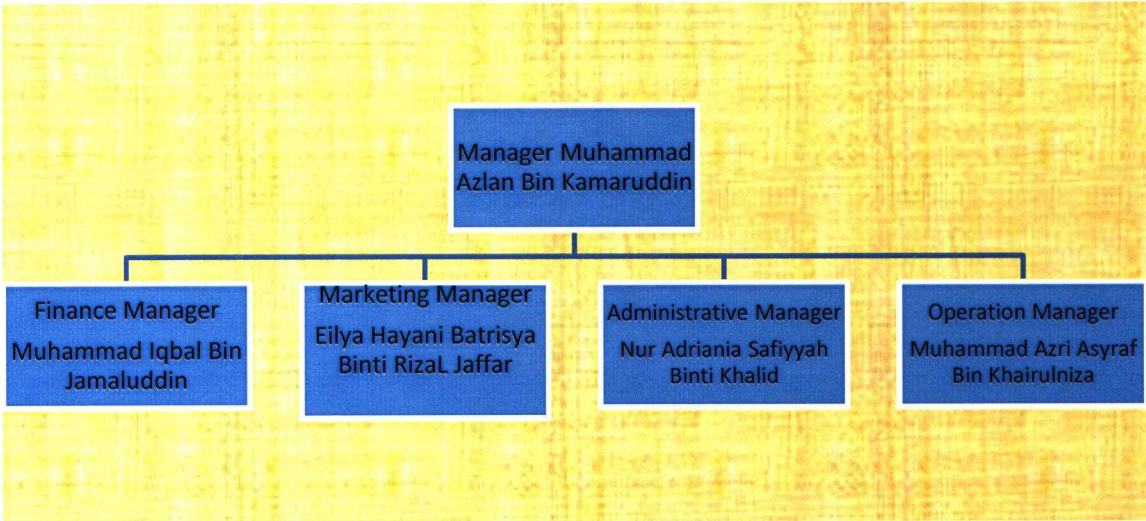 Manager Muhammad
Azlan Bin Kamaruddin
Finance Manager
Muhammad Iqbal Bin
Jamaluddin
Marketing Manager
Eilya Hayani Batrisya
Binti RizaL Jaffar
Administrative Manager
Nur Adriania Safiyyah
Binti Khalid
Operation Manager
Muhammad Azri Asyraf
Bin Khairulniza